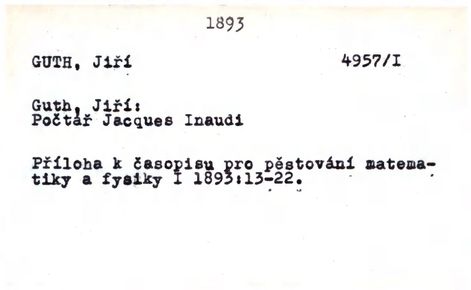 1893
GUTH, Jiří 4957/I
Guth, Jiří:
Počtář Jacques Inaudi
Příloha k časopisu pro pěstování matema-
tiky a fysiky I 1893:13-22.